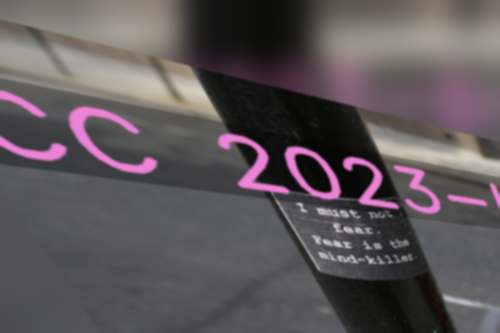 CC 2023-
I must not
fear.
Fear is the
mind-killer